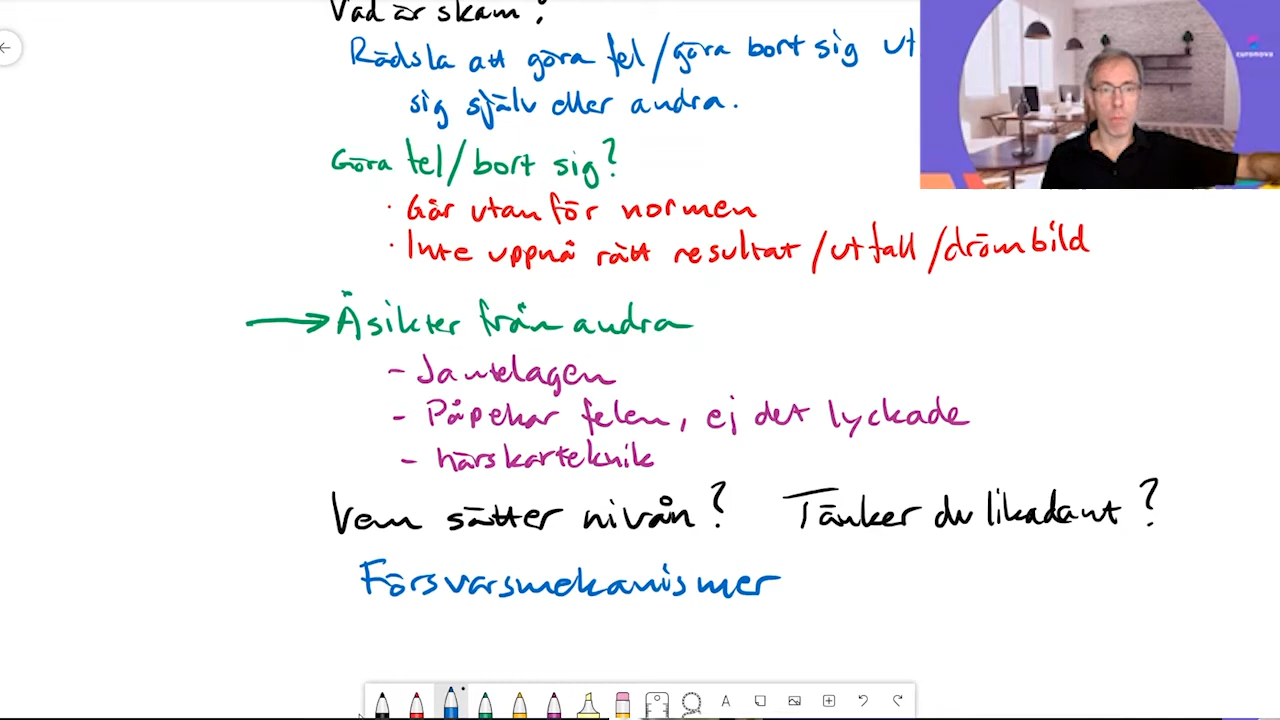 Vad är skam?
Rädsla att göra fel/göra bort sig ut
sig själv eller andra.
Göra fel/bort sig?
· Går utanför normen
· Inte uppnå rätt resultat/utfall/drömbild
→ Åsikter från andra
- Jantelagen
- Påpekar felen, ej det lyckade
- härskarteknik
Vem sätter nivån? Tänker du likadant?
Försvarsmekanismer
curonova
A